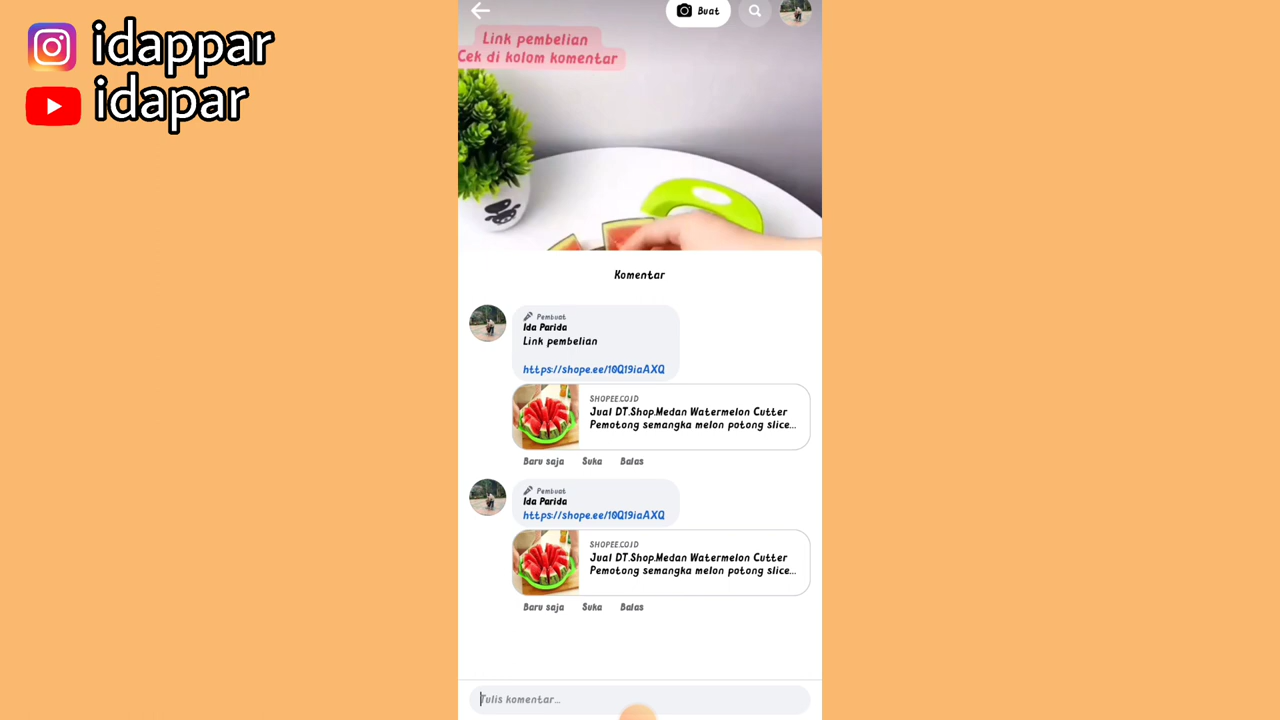 idappar
idapar
Buat
Link pembelian
Cek di kolom komentar
Komentar
Pembuat
Ida Parida
Link pembelian
https://shope.ee/10Q19iaAXQ
SHOPEE.CO.ID
Jual DT.Shop.Medan Watermelon Cutter
Pemotong semangka melon potong slice...
Baru saja Suka Balas
Pembuat
Ida Parida
https://shope.ee/10Q19iaAXQ
SHOPEE.CO.ID
Jual DT.Shop.Medan Watermelon Cutter
Pemotong semangka melon potong slice...
Baru saja Suka Balas
Tulis komentar...